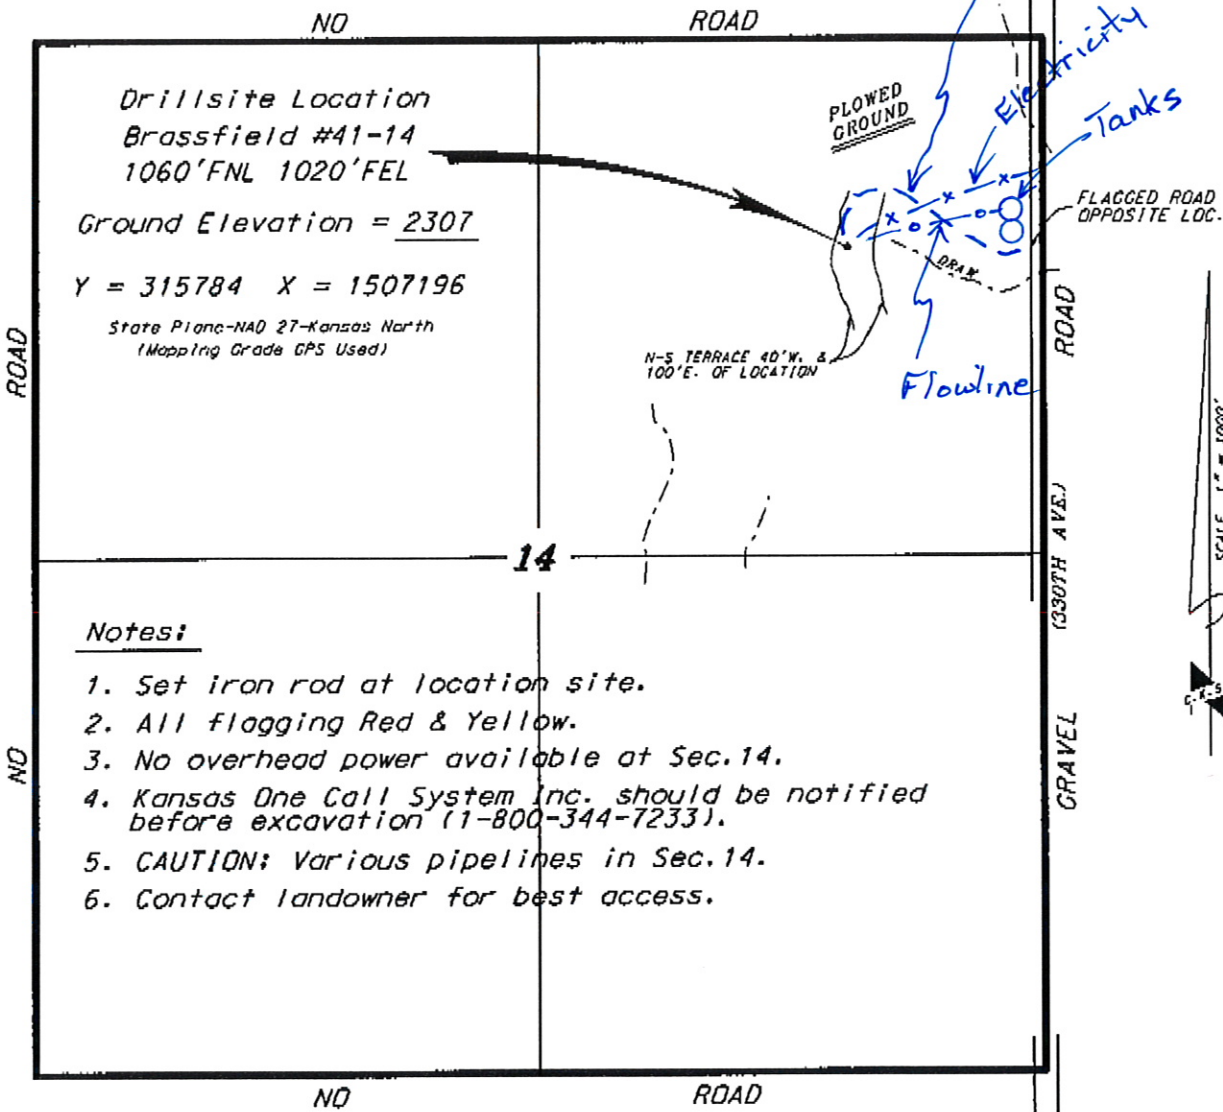 NO ROAD
Drillsite Location
Brassfield #41-14
1060'FNL 1020'FEL
Ground Elevation = 2307
Y = 315784 X = 1507196
State Plane-NAD 27-Kansas North
(Mapping Grade GPS Used)
PLOWED
GROUND
Electricity
Tanks
FLAGGED ROAD
OPPOSITE LOC.
DRAW
N-S TERRACE 40'W. &
100'E. OF LOCATION
Flowline
ROAD
ROAD
(330TH AVE.)
SCALE 1" = 1000'
14
Notes:
1. Set iron rod at location site.
2. All flagging Red & Yellow.
3. No overhead power available at Sec.14.
4. Kansas One Call System Inc. should be notified
before excavation (1-800-344-7233).
5. CAUTION: Various pipelines in Sec.14.
6. Contact landowner for best access.
NO
GRAVEL
C.K.S
NO ROAD